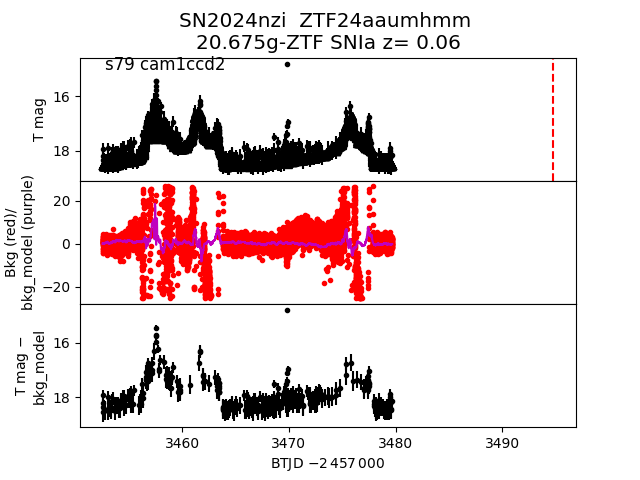 SN2024nzi  ZTF24aaumhmm
20.675g-ZTF SNIa z= 0.06
s79 cam1ccd2
T mag
16
18
Bkg (red)/
bkg_model (purple)
20
0
−20
T mag −
bkg_model
16
18
3460
3470
3480
3490
BTJD −2 457 000